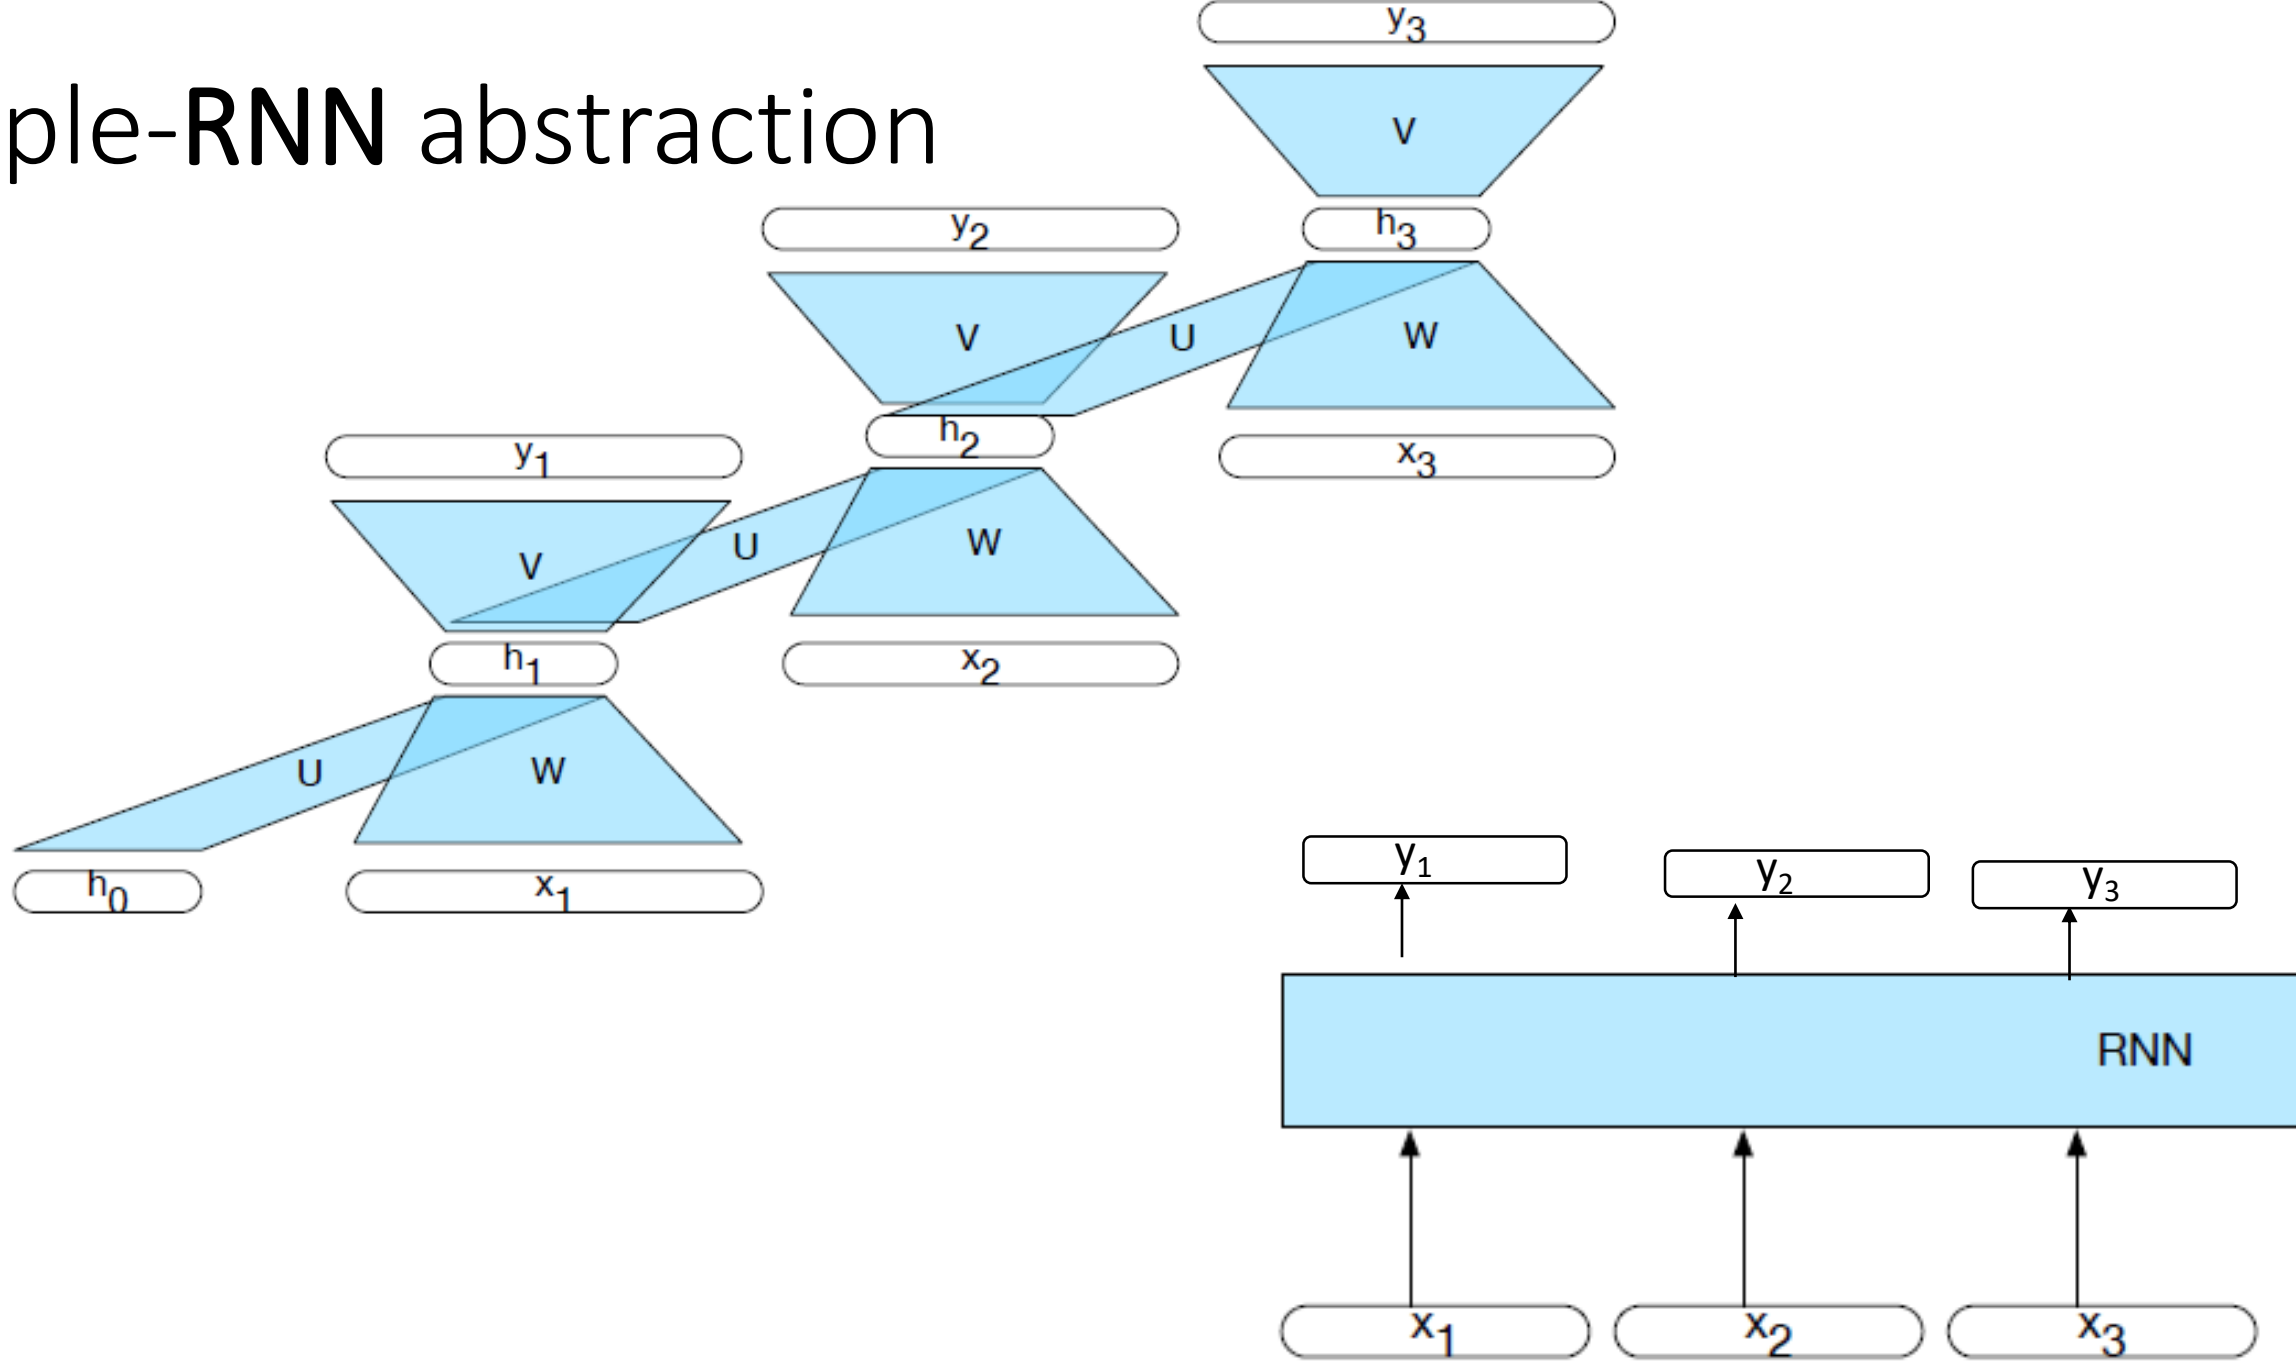 ple-RNN abstraction
y3
V
h3
y2
V
U
W
h2
y1
x3
V
U
W
h1
x2
U
W
h0
x1
y1
y2
y3
RNN
x1
x2
x3